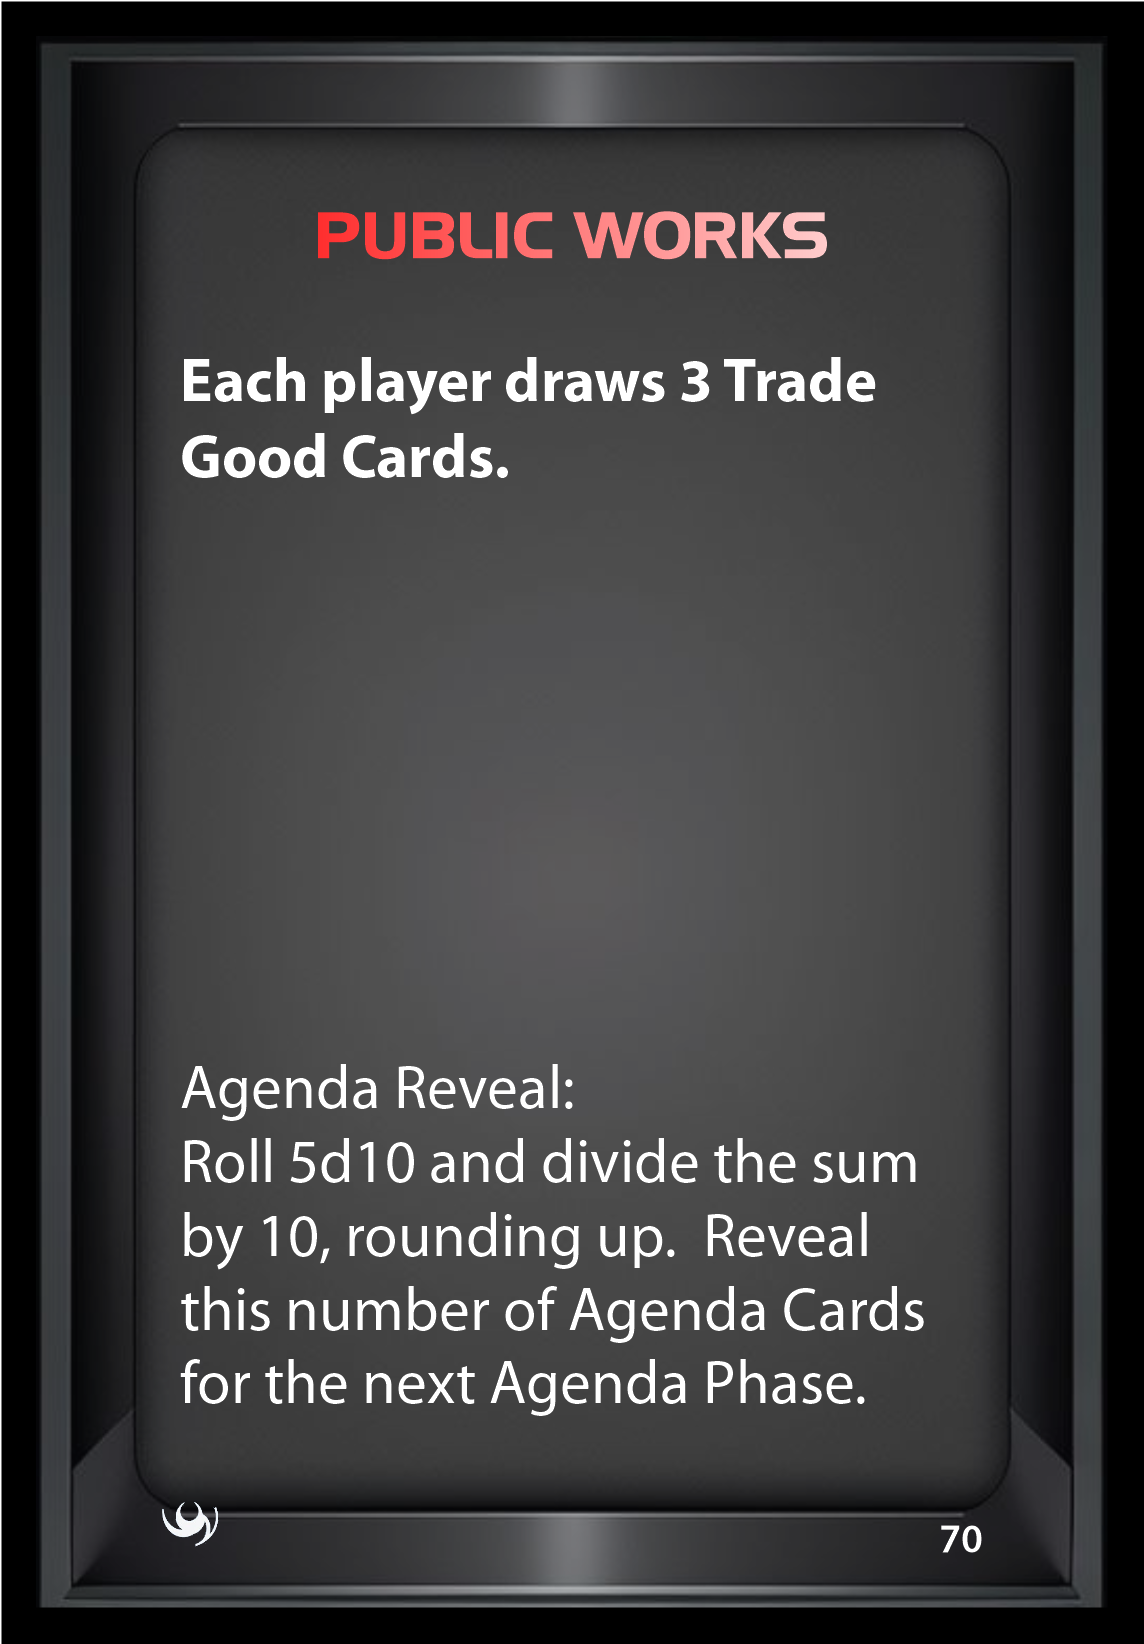 PUBLIC WORKS
Each player draws 3 Trade
Good Cards.
Agenda Reveal:
Roll 5d10 and divide the sum
by 10, rounding up.  Reveal
this number of Agenda Cards
for the next Agenda Phase.
70